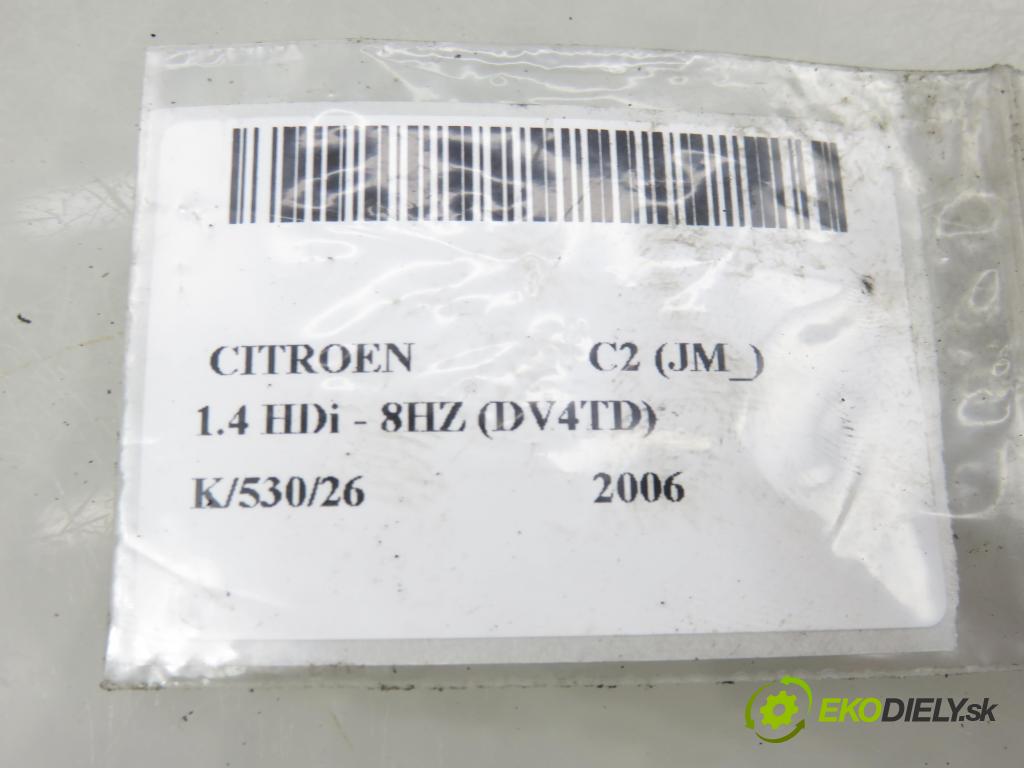 CITROEN C2 (JM_)
1.4 HDi - 8HZ (DV4TD)
K/530/26 2006
EKODIELY.sk